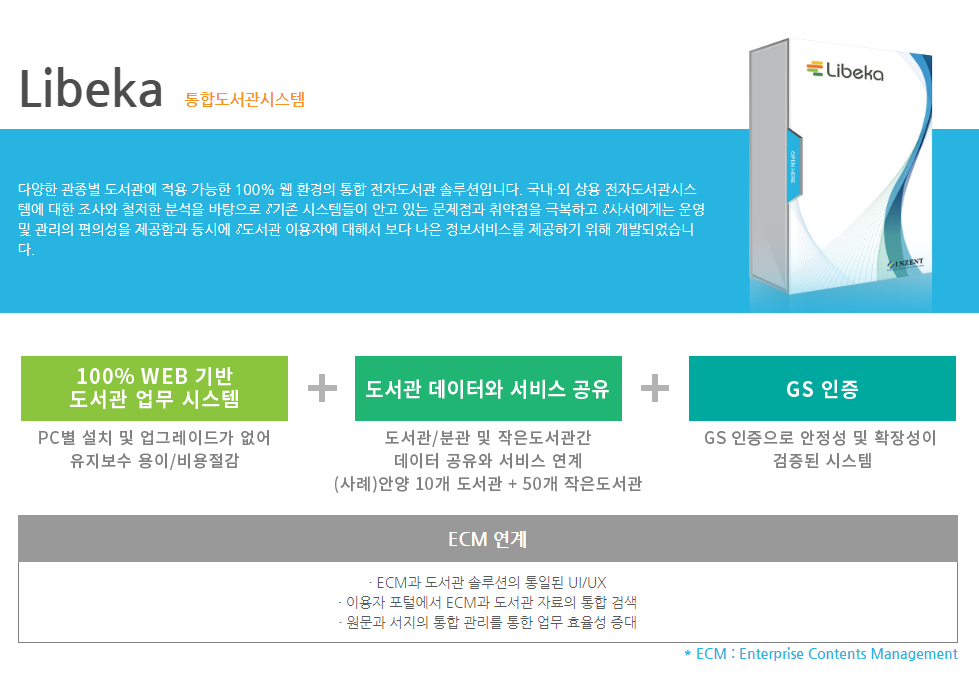 Libeka 통합도서관시스템
Libeka
OPEN HERE
INZENT
다양한 관종별 도서관에 적용 가능한 100% 웹 환경의 통합 전자도서관 솔루션입니다. 국내·외 상용 전자도서관시스
템에 대한 조사와 철저한 분석을 바탕으로 기존 시스템들이 안고 있는 문제점과 취약점을 극복하고 사서에게는 운영
및 관리의 편의성을 제공함과 동시에 도서관 이용자에 대해서 보다 나은 정보서비스를 제공하기 위해 개발되었습니
다.
100% WEB 기반
도서관 업무 시스템
PC별 설치 및 업그레이드가 없어
유지보수 용이/비용절감
+
도서관 데이터와 서비스 공유
도서관/분관 및 작은도서관간
데이터 공유와 서비스 연계
(사례)안양 10개 도서관 + 50개 작은도서관
+
GS 인증
GS 인증으로 안정성 및 확장성이
검증된 시스템
ECM 연계
· ECM과 도서관 솔루션의 통일된 UI/UX
· 이용자 포털에서 ECM과 도서관 자료의 통합 검색
· 원문과 서지의 통합 관리를 통한 업무 효율성 증대
* ECM : Enterprise Contents Management